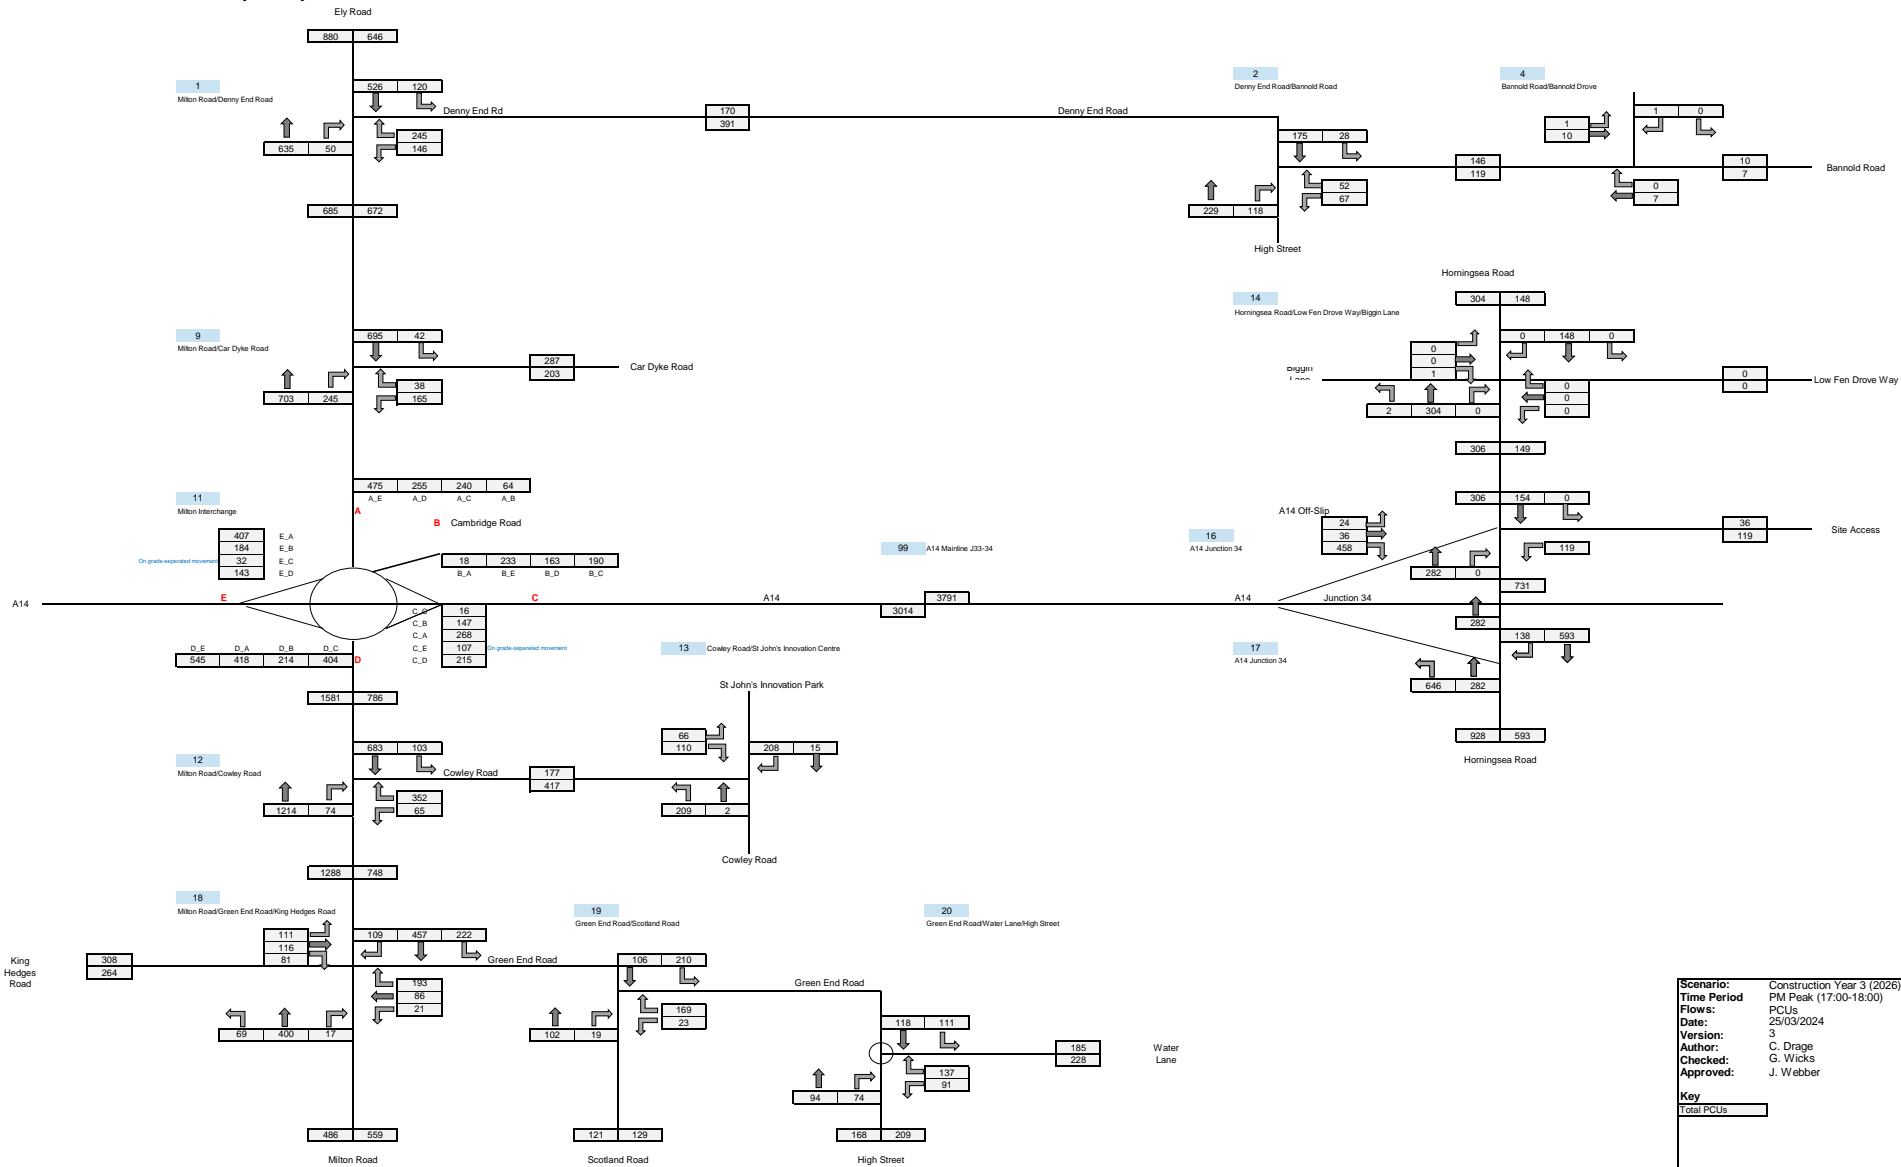 Ely Road
880 646
1
Milton Road/Denny End Road
526 120
Denny End Rd
170
391
Denny End Road
635 50
245
146
685 672
2
Denny End Road/Bannold Road
175 28
229 118
52
67
High Street
146
119
4
Bannold Road/Bannold Drove
1 0
1
10
0
7
10
7
Bannold Road
9
Milton Road/Car Dyke Road
695 42
287
203
Car Dyke Road
703 245
38
165
14
Horningsea Road/Low Fen Drove Way/Biggin Lane
Horningsea Road
304 148
0 148 0
0
0
1
Biggin
Lane
2 304 0
0
0
0
0
0
Low Fen Drove Way
306 149
11
Milton Interchange
475 255 240 64
A_E A_D A_C A_B
A
B Cambridge Road
407 E_A
184 E_B
On grade-seperated movement 32 E_C
143 E_D
18 233 163 190
B_A B_E B_D B_C
A14
E
C
A14
99 A14 Mainline J33-34
3791
3014
C_C 16
C_B 147
C_A 268
C_E 107 On grade-seperated movement
C_D 215
D_E D_A D_B D_C
545 418 214 404
D
1581 786
16
A14 Junction 34
306 154 0
A14 Off-Slip
24
36
458
36
119
Site Access
119
282 0
731
A14
Junction 34
282
138 593
17
A14 Junction 34
646 282
928 593
Horningsea Road
13 Cowley Road/St John's Innovation Centre
St John's Innovation Park
66
110
208 15
209 2
Cowley Road
12
Milton Road/Cowley Road
683 103
Cowley Road
177
417
1214 74
352
65
1288 748
18
Milton Road/Green End Road/King Hedges Road
King
Hedges
Road
308
264
111
116
81
109 457 222
Green End Road
69 400 17
193
86
21
486 559
Milton Road
19
Green End Road/Scotland Road
106 210
102 19
169
23
121 129
Scotland Road
20
Green End Road/Water Lane/High Street
Green End Road
118 111
94 74
137
91
185
228
Water
Lane
168 209
High Street
Scenario: Construction Year 3 (2026)
Time Period PM Peak (17:00-18:00)
Flows: PCUs
Date: 25/03/2024
Version: 3
Author: C. Drage
Checked: G. Wicks
Approved: J. Webber
Key
Total PCUs